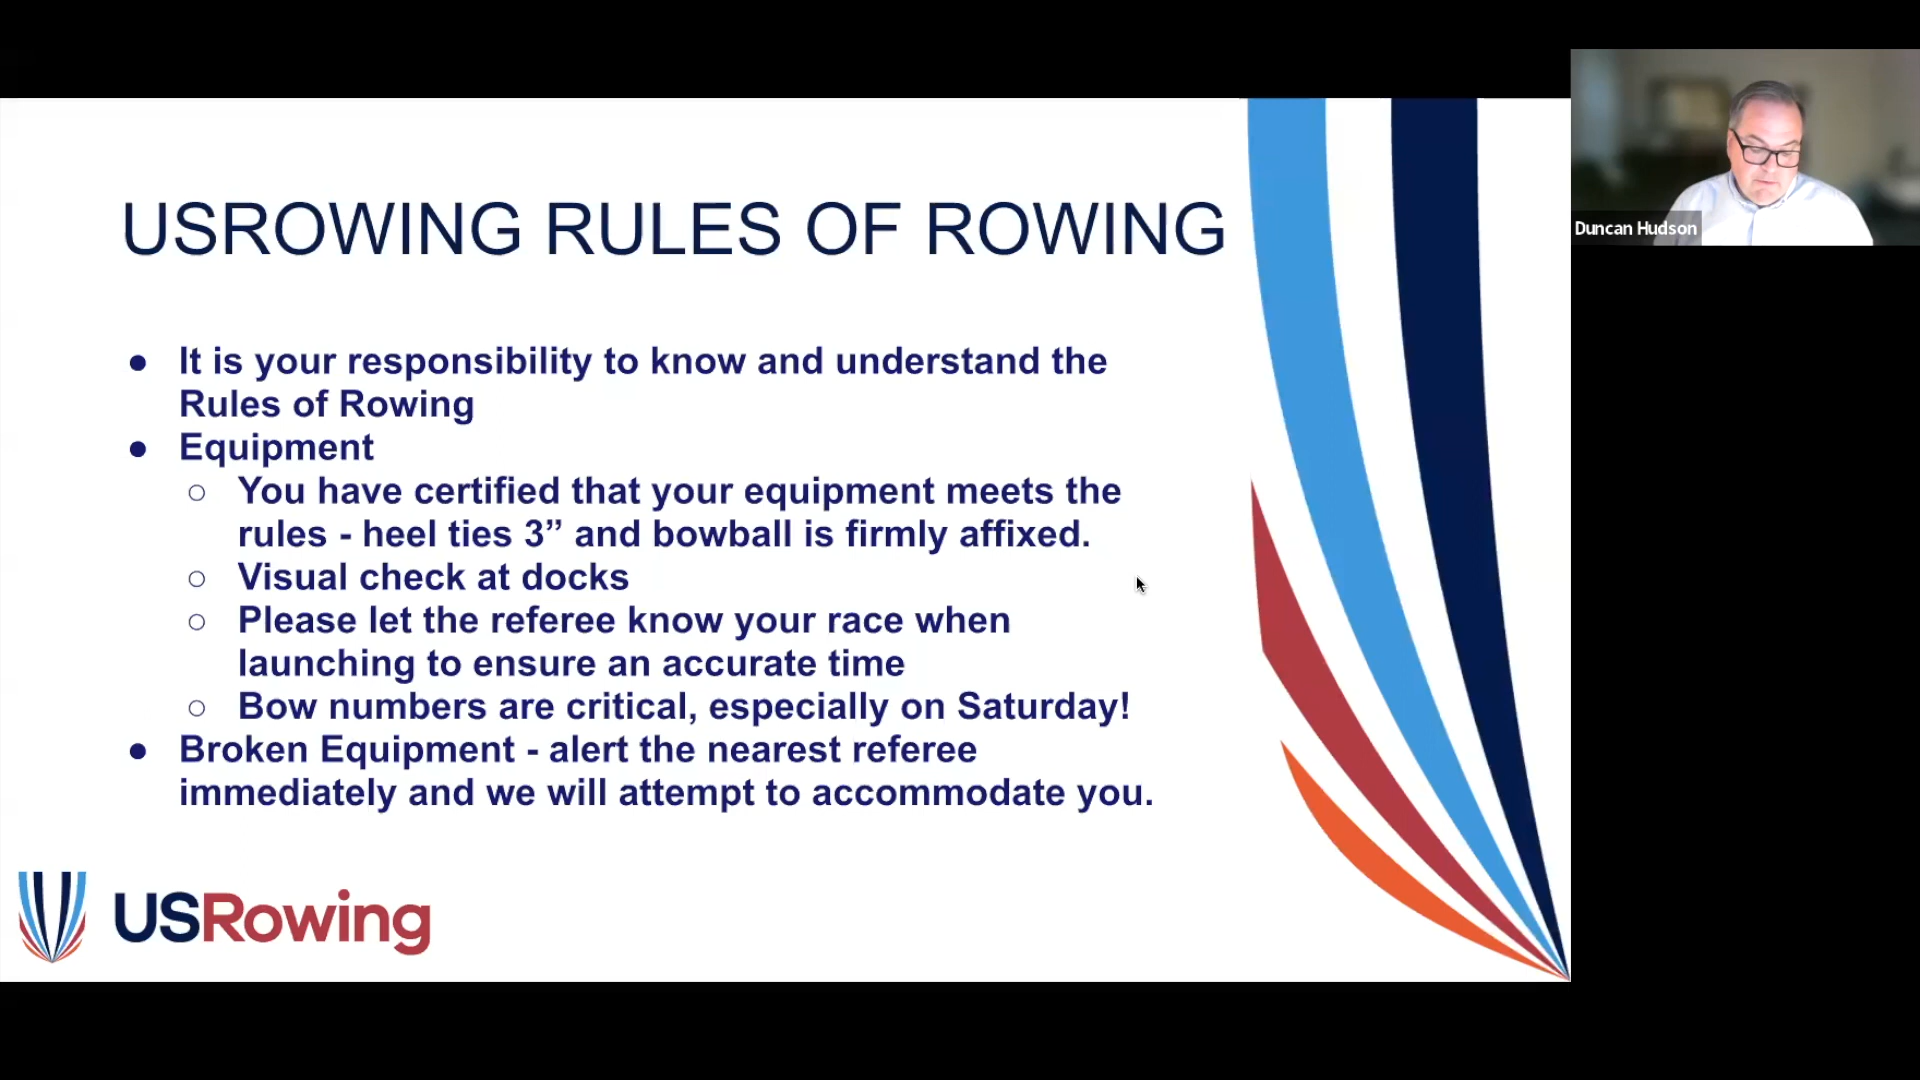 USROWING RULES OF ROWING
● It is your responsibility to know and understand the
Rules of Rowing
● Equipment
○ You have certified that your equipment meets the
rules - heel ties 3” and bowball is firmly affixed.
○ Visual check at docks
○ Please let the referee know your race when
launching to ensure an accurate time
○ Bow numbers are critical, especially on Saturday!
● Broken Equipment - alert the nearest referee
immediately and we will attempt to accommodate you.
USRowing
Duncan Hudson